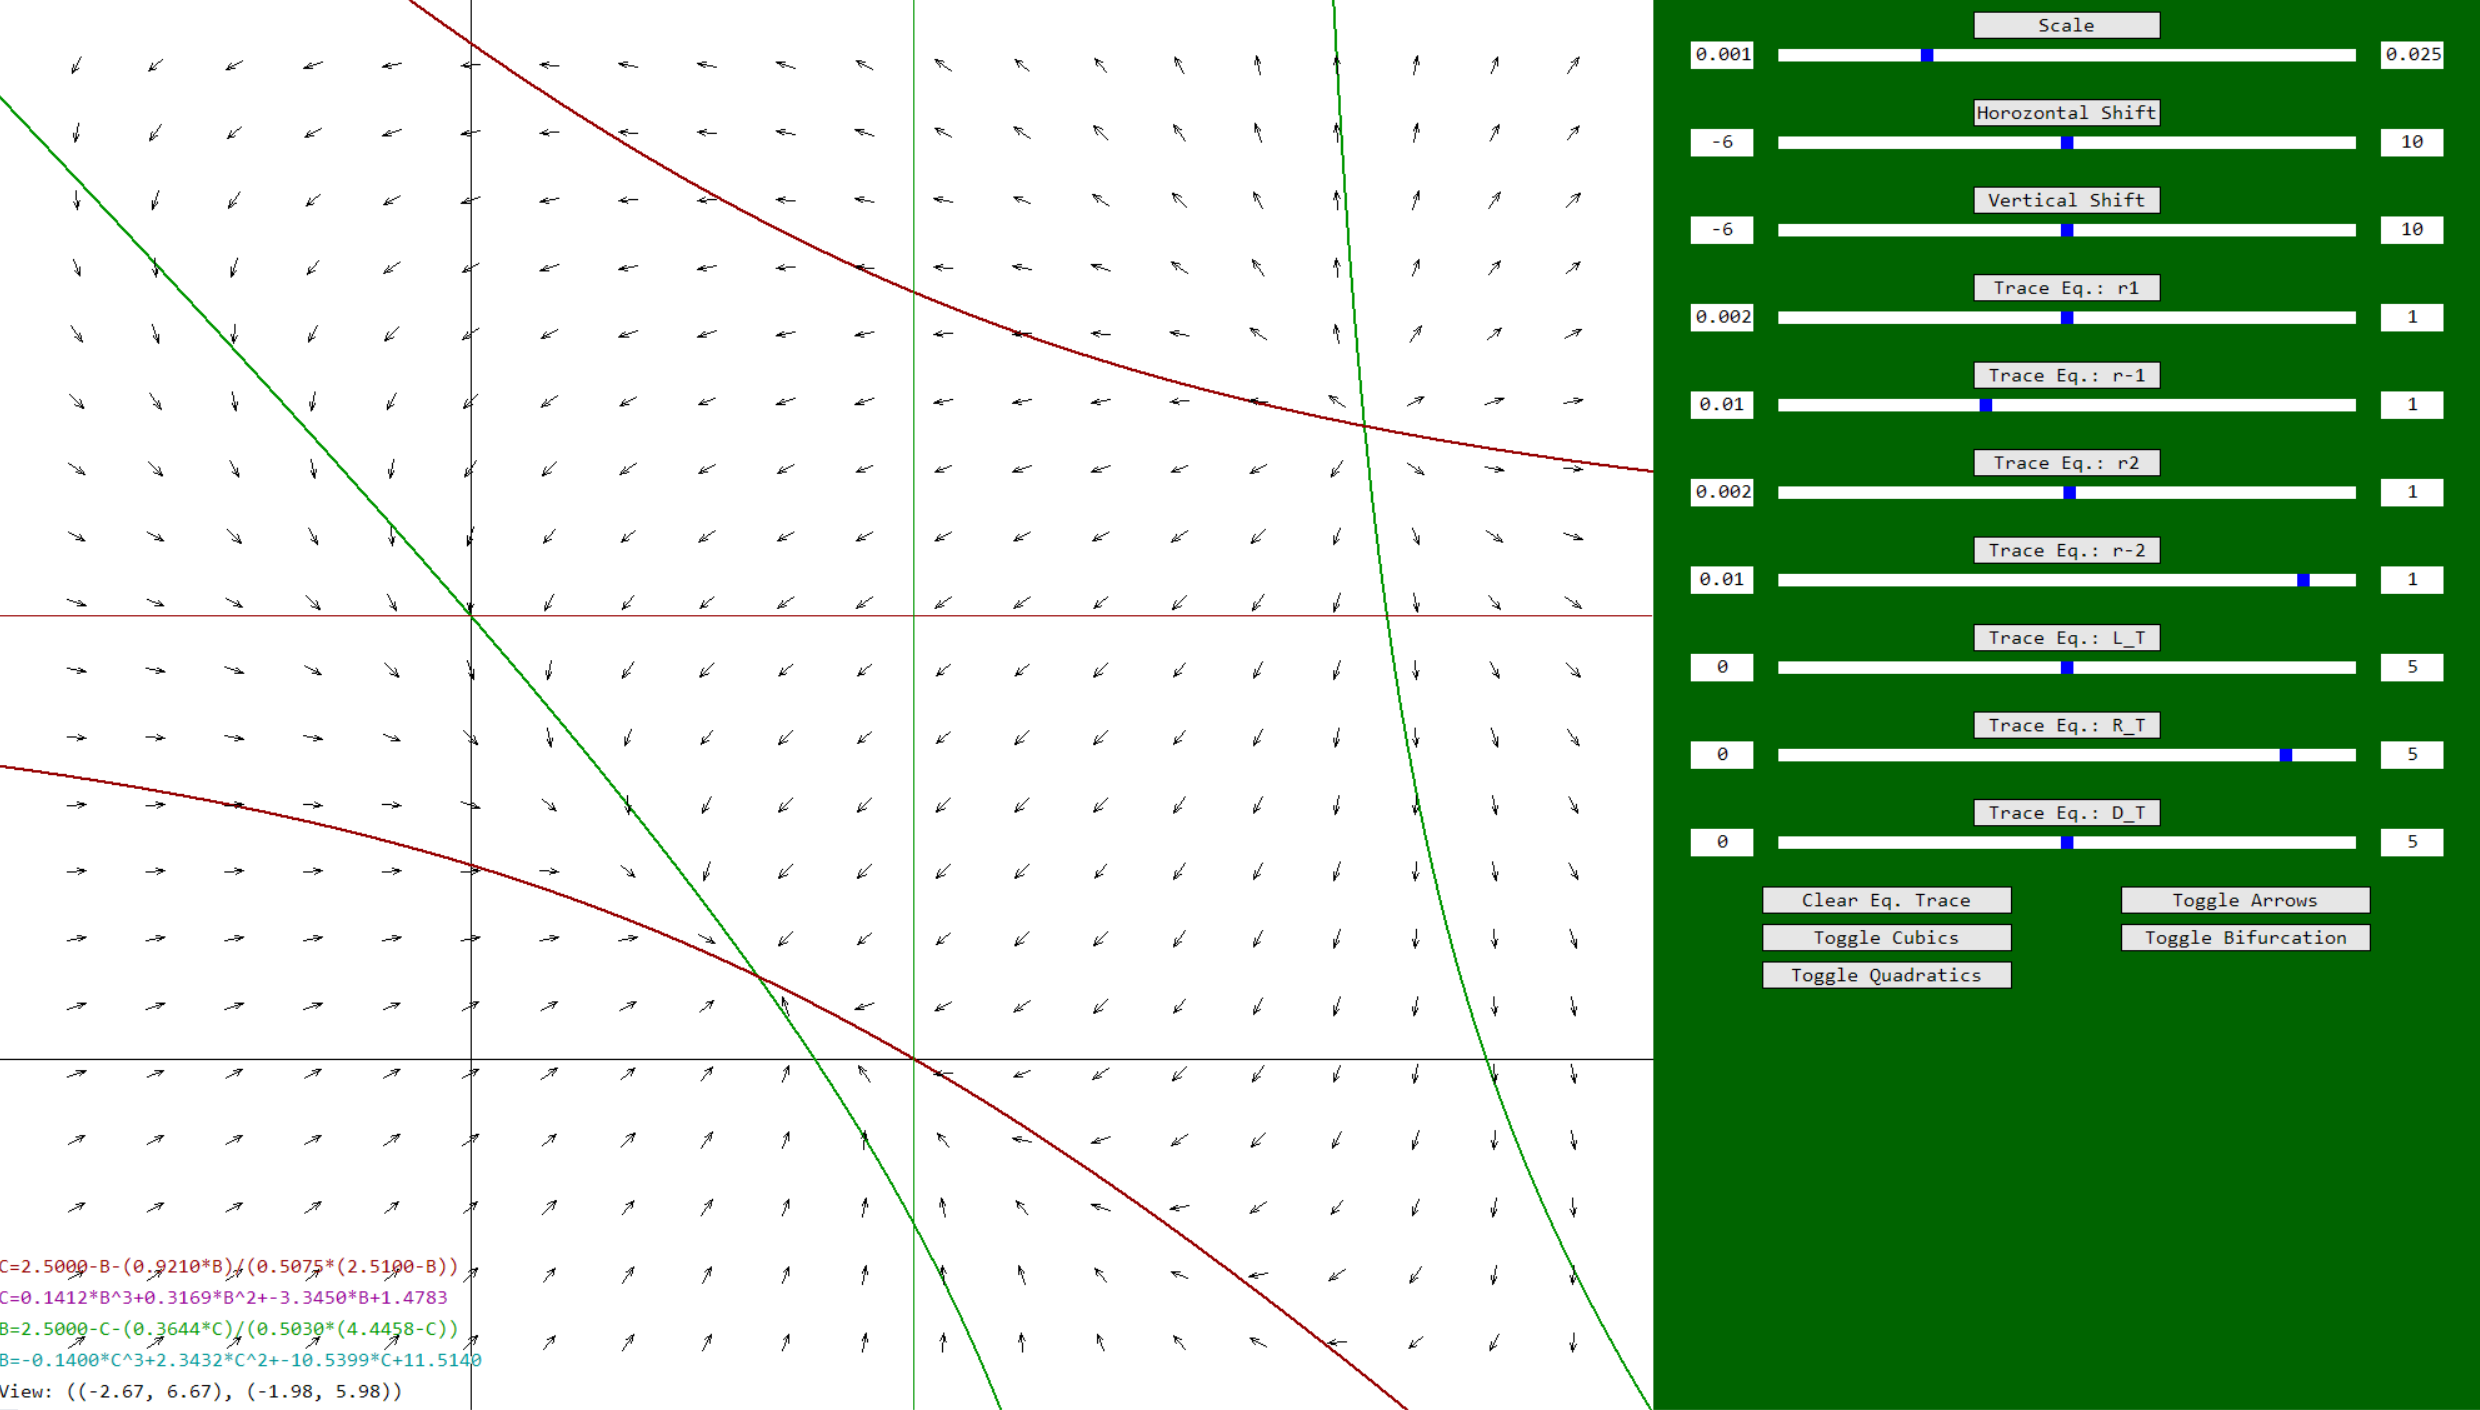 Scale
0.001 0.025
Horozontal Shift
-6 10
Vertical Shift
-6 10
Trace Eq.: r1
0.002 1
Trace Eq.: r-1
0.01 1
Trace Eq.: r2
0.002 1
Trace Eq.: r-2
0.01 1
Trace Eq.: L_T
0 5
Trace Eq.: R_T
0 5
Trace Eq.: D_T
0 5
Clear Eq. Trace Toggle Arrows
Toggle Cubics Toggle Bifurcation
Toggle Quadratics
C=2.5000-B-(0.9210*B)/(0.5075*(2.5100-B))
C=0.1412*B^3+0.3169*B^2+-3.3450*B+1.4783
B=2.5000-C-(0.3644*C)/(0.5030*(4.4458-C))
B=-0.1400*C^3+2.3432*C^2+-10.5399*C+11.5140
View: ((-2.67, 6.67), (-1.98, 5.98))